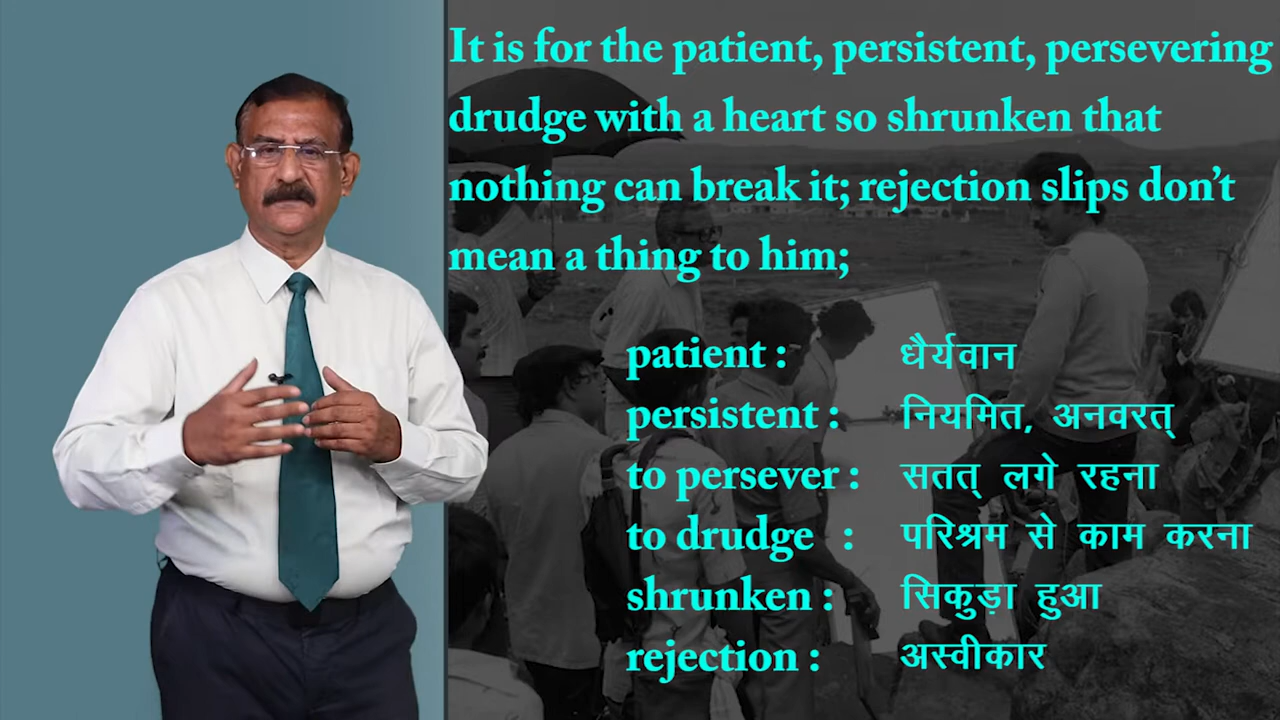 It is for the patient, persistent, persevering
drudge with a heart so shrunken that
nothing can break it; rejection slips don’t
mean a thing to him;
patient : धैर्यवान
persistent : नियमित, अनवरत्
to persever : सतत् लगे रहना
to drudge : परिश्रम से काम करना
shrunken : सिकुड़ा हुआ
rejection : अस्वीकार